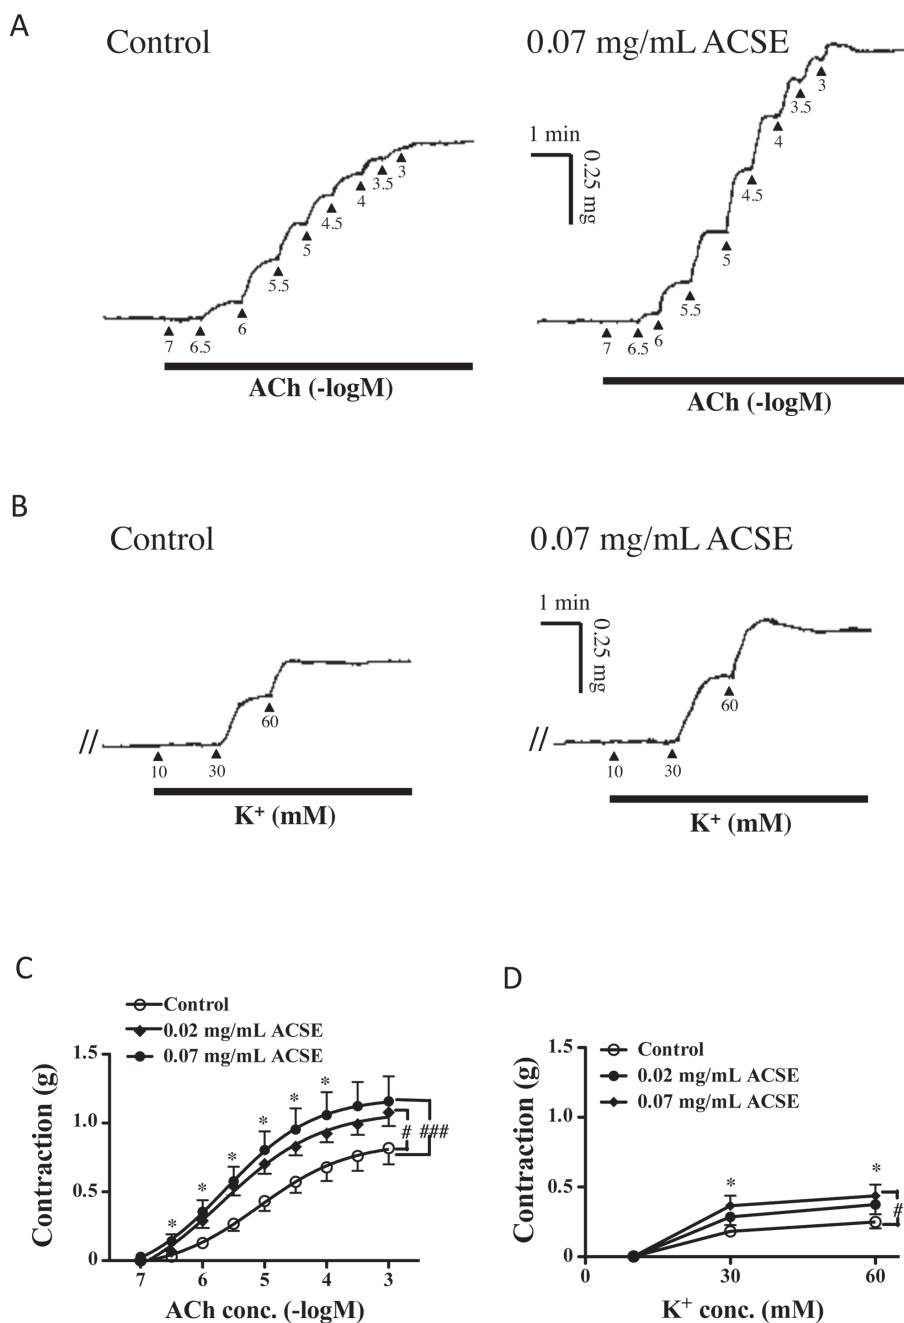 A
Control
0.07 mg/mL ACSE
1 min
0.25 mg
7
6.5
6
5.5
5
4.5
4
3.5
3
ACh (-logM)
7
6.5
6
5.5
5
4.5
4
3.5
3
ACh (-logM)
B
Control
0.07 mg/mL ACSE
1 min
0.25 mg
//
10
30
60
K⁺ (mM)
//
10
30
60
K⁺ (mM)
C
Control
0.02 mg/mL ACSE
0.07 mg/mL ACSE
Contraction (g)
1.5
1.0
0.5
0
* * * * * *
# ###
7 6 5 4 3
ACh conc. (-logM)
D
Control
0.02 mg/mL ACSE
0.07 mg/mL ACSE
Contraction (g)
1.5
1.0
0.5
0
* *
#
0 30 60
K⁺ conc. (mM)